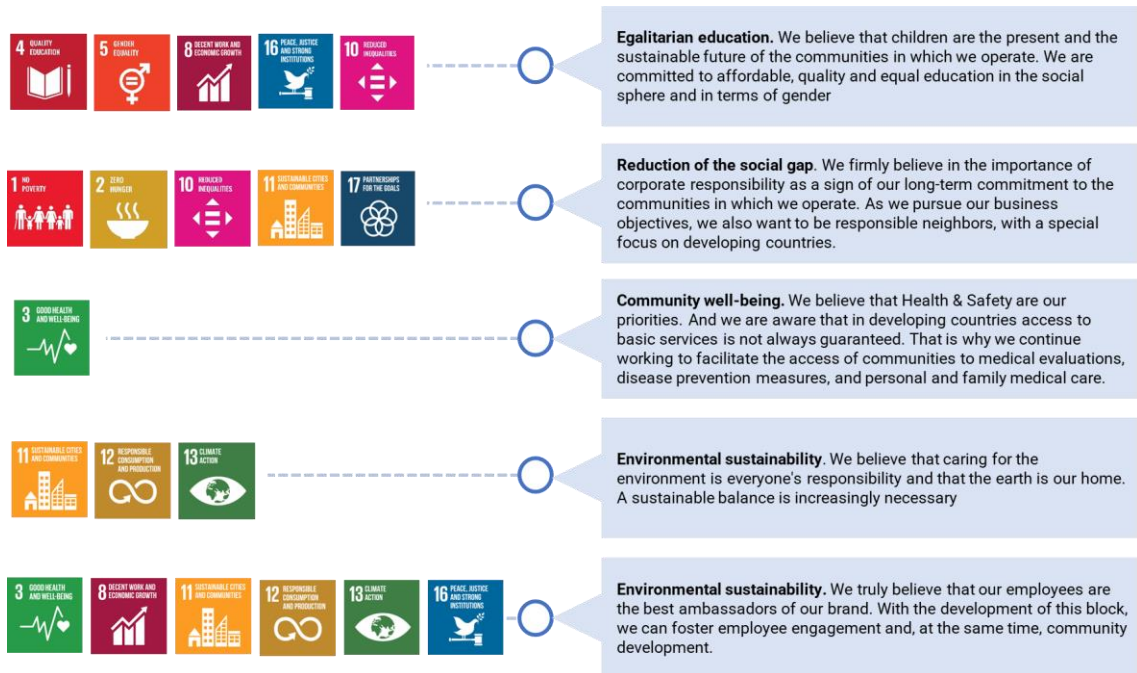 4 QUALITY
EDUCATION
5 GENDER
EQUALITY
8 DECENT WORK AND
ECONOMIC GROWTH
16 PEACE, JUSTICE
AND STRONG
INSTITUTIONS
10 REDUCED
INEQUALITIES
Egalitarian education. We believe that children are the present and the
sustainable future of the communities in which we operate. We are
committed to affordable, quality and equal education in the social
sphere and in terms of gender
1 NO
POVERTY
2 ZERO
HUNGER
10 REDUCED
INEQUALITIES
11 SUSTAINABLE CITIES
AND COMMUNITIES
17 PARTNERSHIPS
FOR THE GOALS
Reduction of the social gap. We firmly believe in the importance of
corporate responsibility as a sign of our long-term commitment to the
communities in which we operate. As we pursue our business
objectives, we also want to be responsible neighbors, with a special
focus on developing countries.
3 GOOD HEALTH
AND WELL-BEING
Community well-being. We believe that Health & Safety are our
priorities. And we are aware that in developing countries access to
basic services is not always guaranteed. That is why we continue
working to facilitate the access of communities to medical evaluations,
disease prevention measures, and personal and family medical care.
11 SUSTAINABLE CITIES
AND COMMUNITIES
12 RESPONSIBLE
CONSUMPTION
AND PRODUCTION
13 CLIMATE
ACTION
Environmental sustainability. We believe that caring for the
environment is everyone's responsibility and that the earth is our home.
A sustainable balance is increasingly necessary
3 GOOD HEALTH
AND WELL-BEING
8 DECENT WORK AND
ECONOMIC GROWTH
11 SUSTAINABLE CITIES
AND COMMUNITIES
12 RESPONSIBLE
CONSUMPTION
AND PRODUCTION
13 CLIMATE
ACTION
16 PEACE, JUSTICE
AND STRONG
INSTITUTIONS
Environmental sustainability. We truly believe that our employees are
the best ambassadors of our brand. With the development of this block,
we can foster employee engagement and, at the same time, community
development.